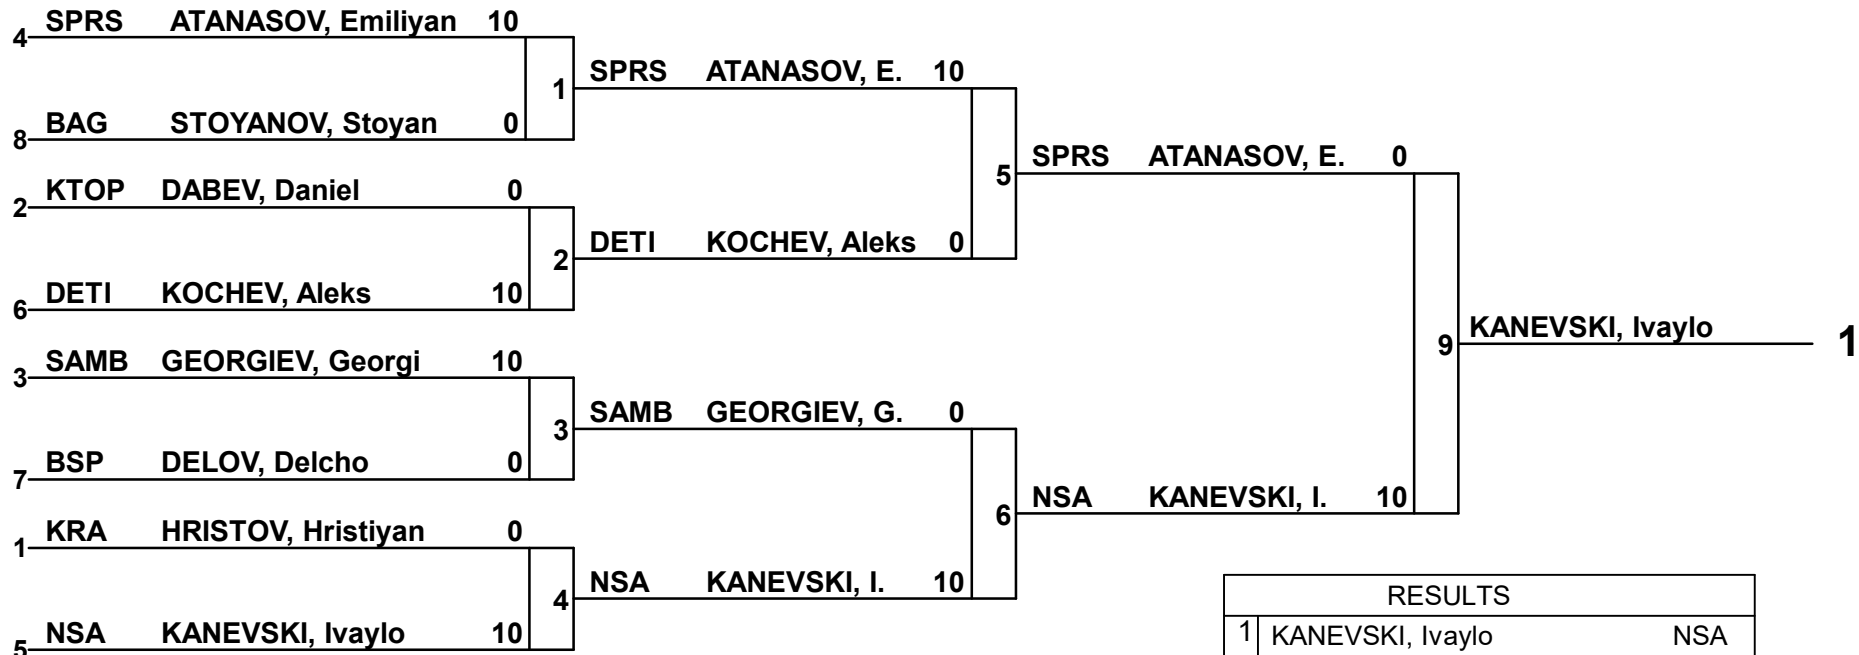 4 SPRS ATANASOV, Emiliyan 10
1 SPRS ATANASOV, E. 10
8 BAG STOYANOV, Stoyan 0
5 SPRS ATANASOV, E. 0
2 KTOP DABEV, Daniel 0
2 DETI KOCHEV, Aleks 0
6 DETI KOCHEV, Aleks 10
9 KANEVSKI, Ivaylo 1
3 SAMB GEORGIEV, Georgi 10
3 SAMB GEORGIEV, G. 0
7 BSP DELOV, Delcho 0
6 NSA KANEVSKI, I. 10
1 KRA HRISTOV, Hristiyan 0
4 NSA KANEVSKI, I. 10
5 NSA KANEVSKI, Ivaylo 10
RESULTS
1 KANEVSKI, Ivaylo NSA